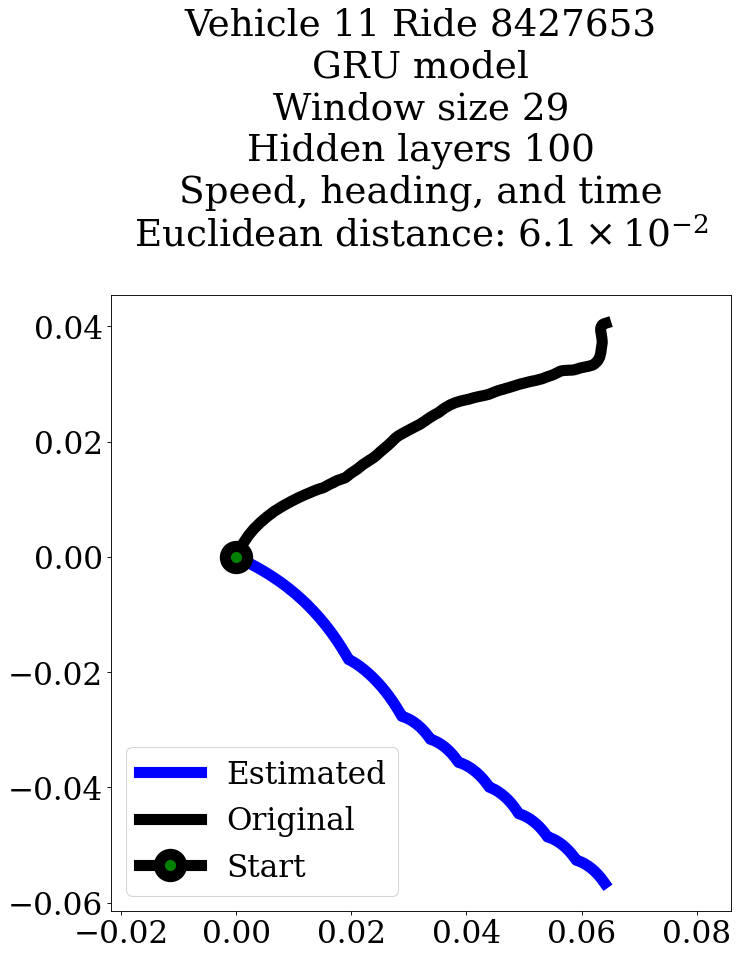 Vehicle 11 Ride 8427653
GRU model
Window size 29
Hidden layers 100
Speed, heading, and time
Euclidean distance: 6.1 × 10⁻²
0.04
0.02
0.00
−0.02
−0.04
−0.06
Estimated
Original
Start
−0.02 0.00 0.02 0.04 0.06 0.08